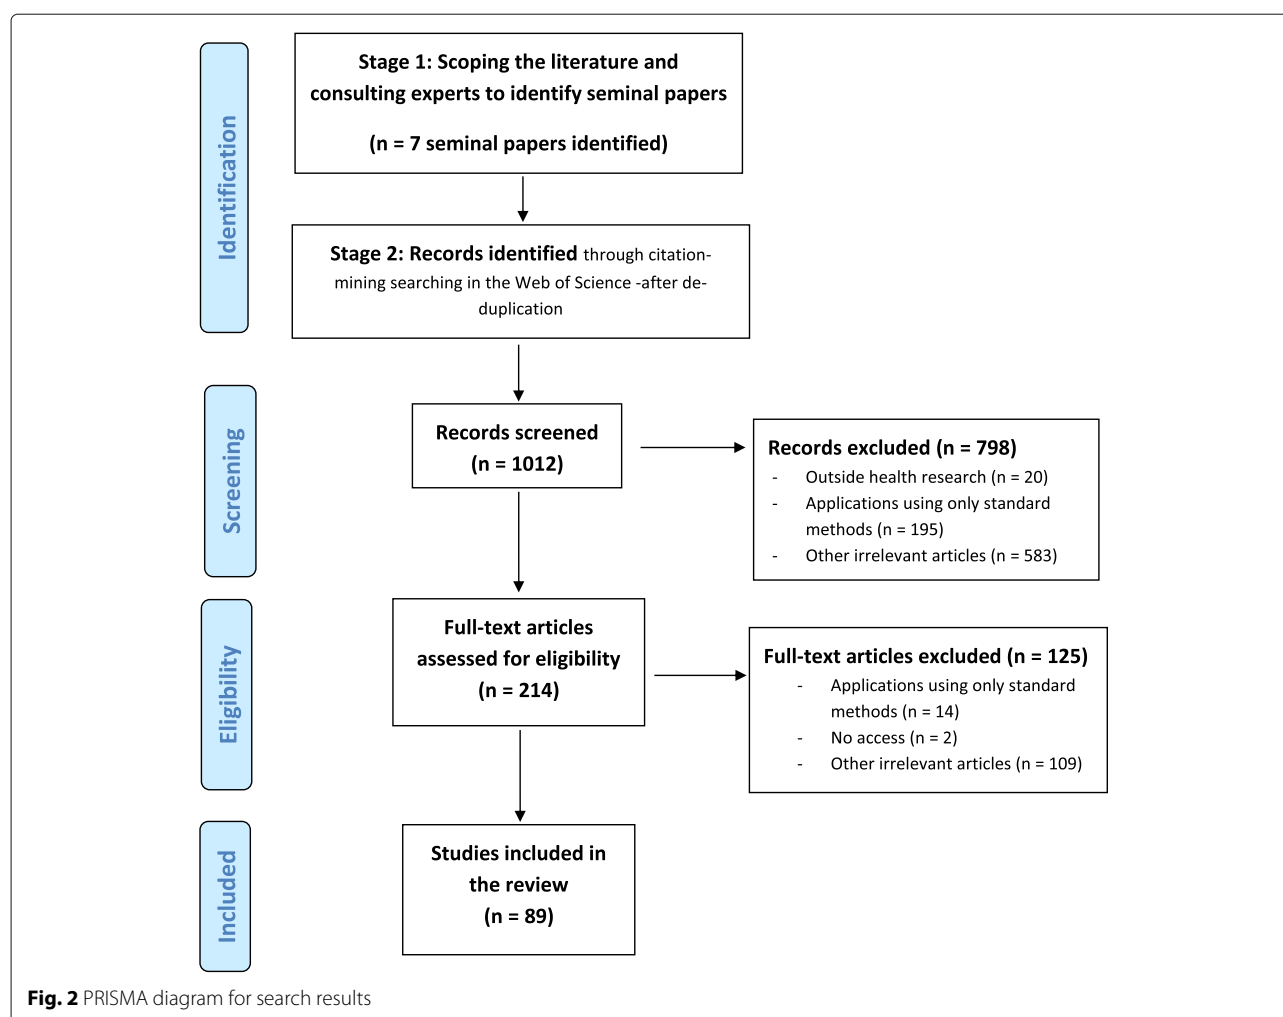 Identification
Stage 1: Scoping the literature and
consulting experts to identify seminal papers
(n = 7 seminal papers identified)
Stage 2: Records identified through citation-
mining searching in the Web of Science -after de-
duplication
Screening
Records screened
(n = 1012)
Records excluded (n = 798)
- Outside health research (n = 20)
- Applications using only standard
methods (n = 195)
- Other irrelevant articles (n = 583)
Eligibility
Full-text articles
assessed for eligibility
(n = 214)
Full-text articles excluded (n = 125)
- Applications using only standard
methods (n = 14)
- No access (n = 2)
- Other irrelevant articles (n = 109)
Included
Studies included in
the review
(n = 89)
Fig. 2 PRISMA diagram for search results